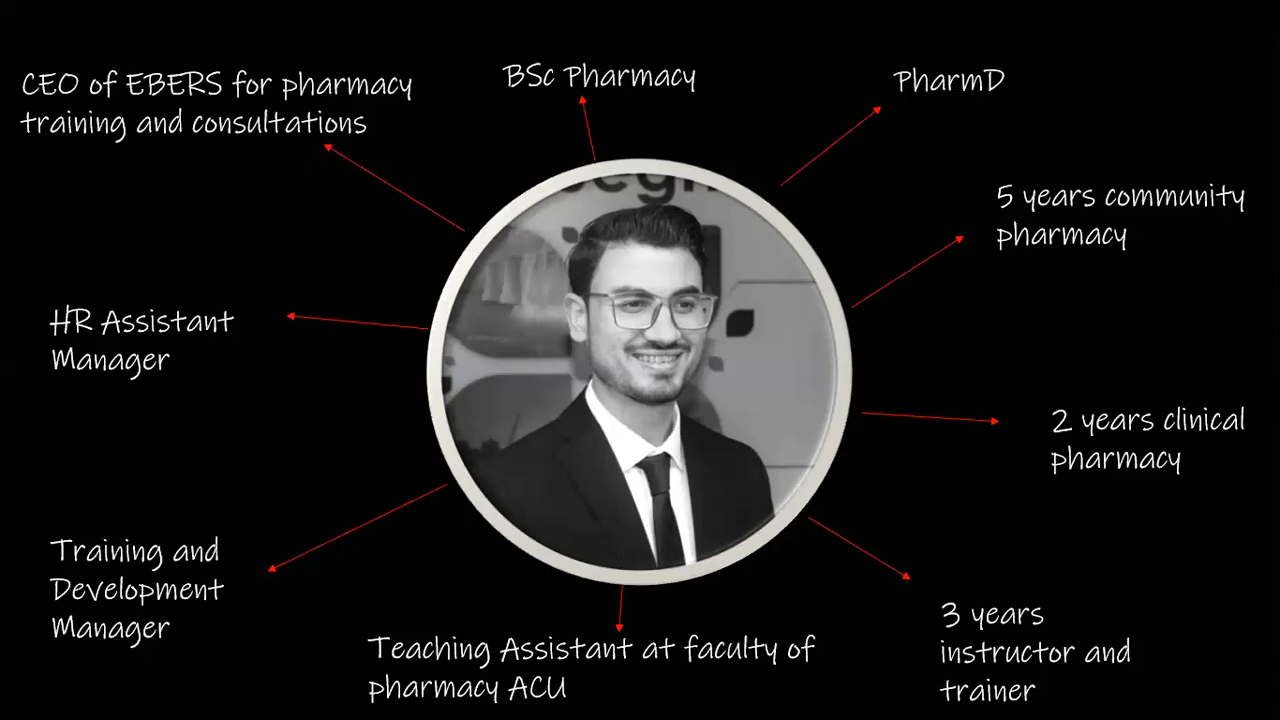 CEO of EBERS for pharmacy
training and consultations
BSc Pharmacy
PharmD
5 years community
pharmacy
HR Assistant
Manager
2 years clinical
pharmacy
Training and
Development
Manager
Teaching Assistant at faculty of
pharmacy ACU
3 years
instructor and
trainer